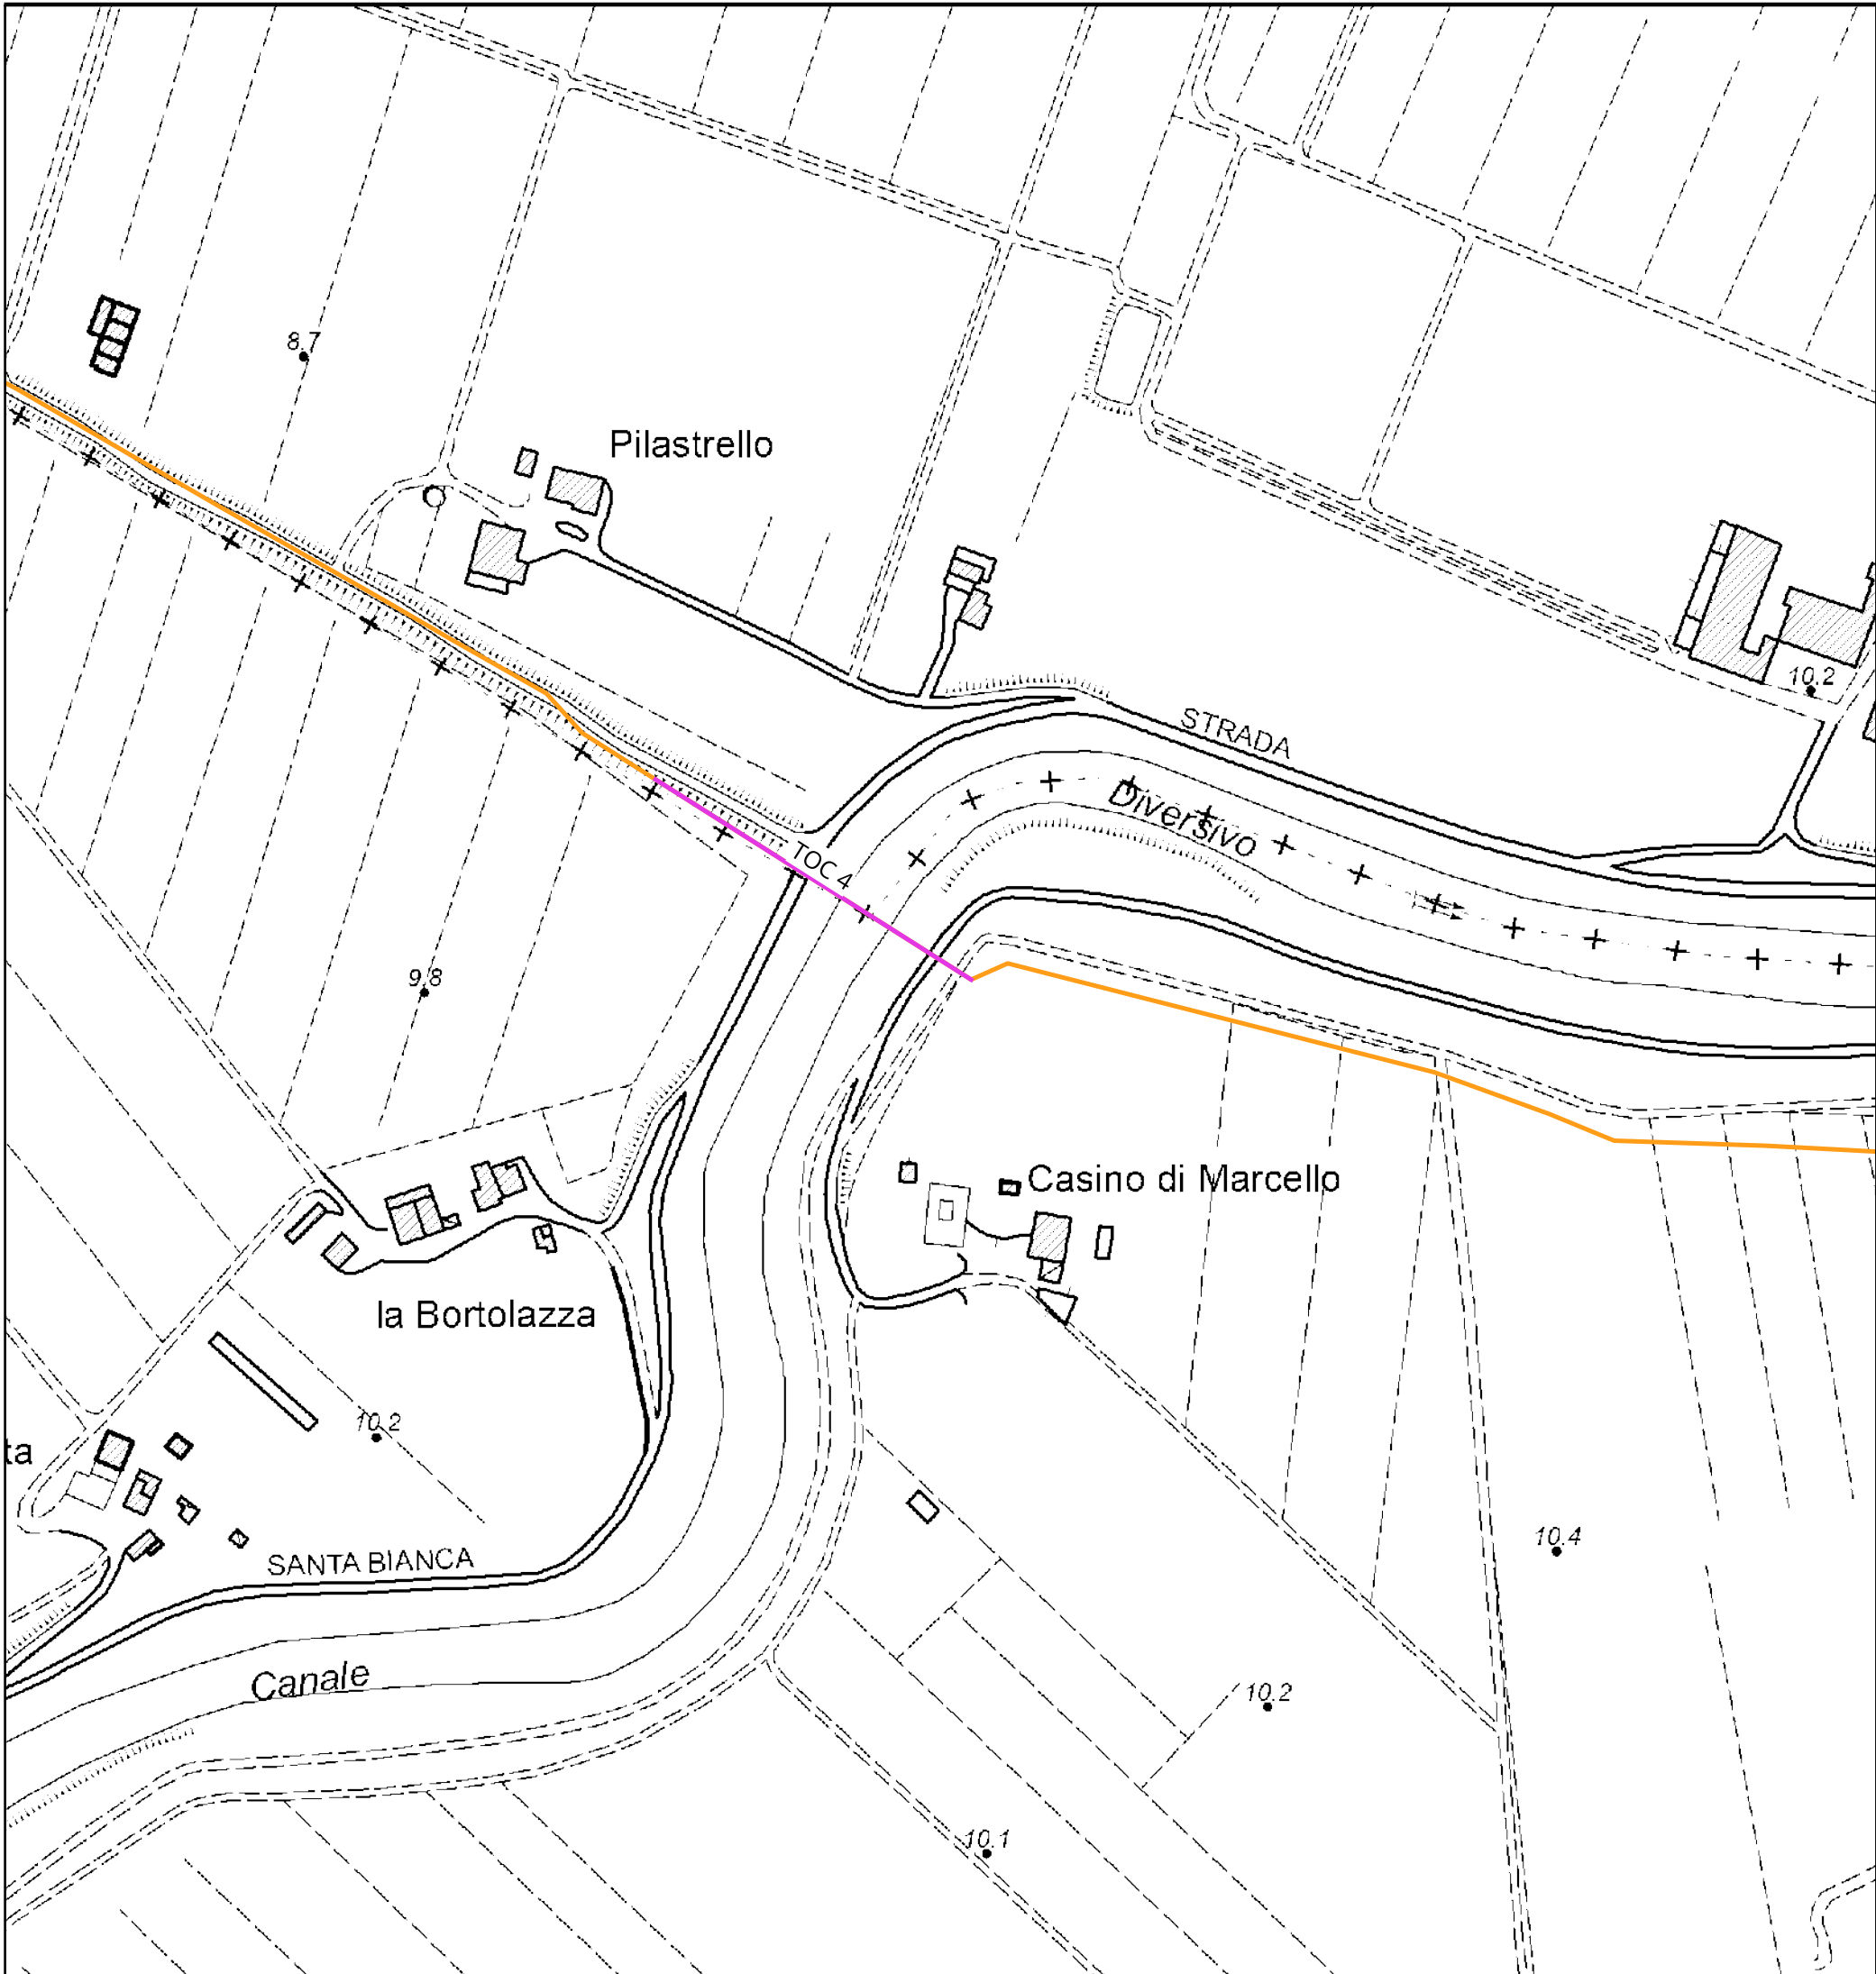 8.7
Pilastrello
10.2
STRADA
Diversivo
TOC 4
9.8
Casino di Marcello
la Bortolazza
10.2
ta
10.4
SANTA BIANCA
Canale
10.2
10.1